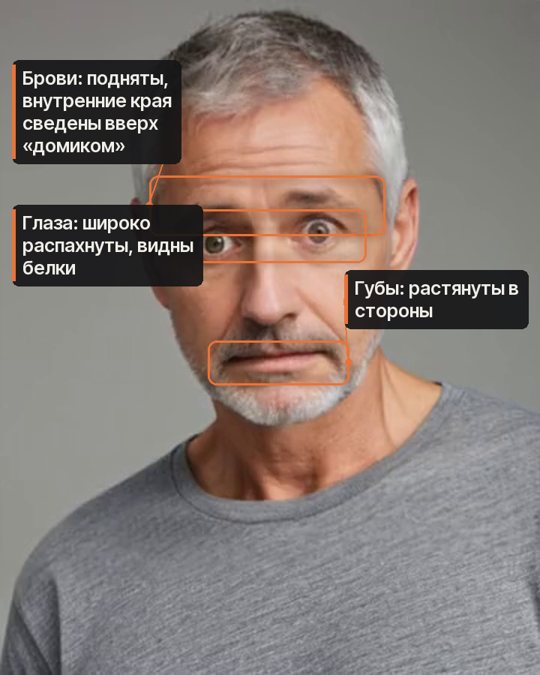 Брови: подняты,
внутренние края
сведены вверх
«домиком»
Глаза: широко
распахнуты, видны
белки
Губы: растянуты в
стороны